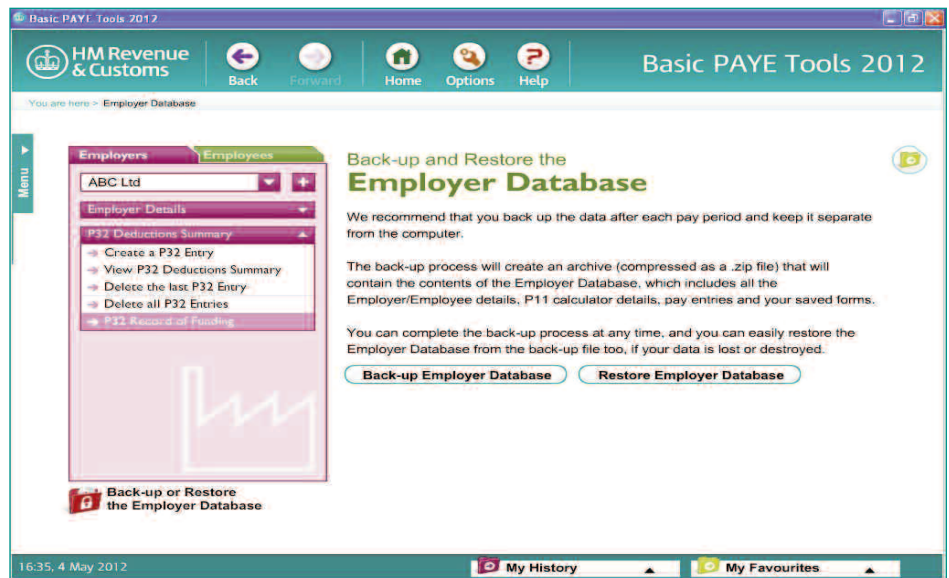 Basic PAYE Tools 2012
HM Revenue
& Customs
Back
Forward
Home
Options
Help
Basic PAYE Tools 2012
You are here > Employer Database
Menu
Employers
Employees
ABC Ltd
Employer Details
P32 Deductions Summary
Create a P32 Entry
View P32 Deductions Summary
Delete the last P32 Entry
Delete all P32 Entries
P32 Record of Funding
Back-up or Restore
the Employer Database
Back-up and Restore the
Employer Database
We recommend that you back up the data after each pay period and keep it separate
from the computer.
The back-up process will create an archive (compressed as a .zip file) that will
contain the contents of the Employer Database, which includes all the
Employer/Employee details, P11 calculator details, pay entries and your saved forms.
You can complete the back-up process at any time, and you can easily restore the
Employer Database from the back-up file too, if your data is lost or destroyed.
Back-up Employer Database
Restore Employer Database
16:35, 4 May 2012
My History
My Favourites